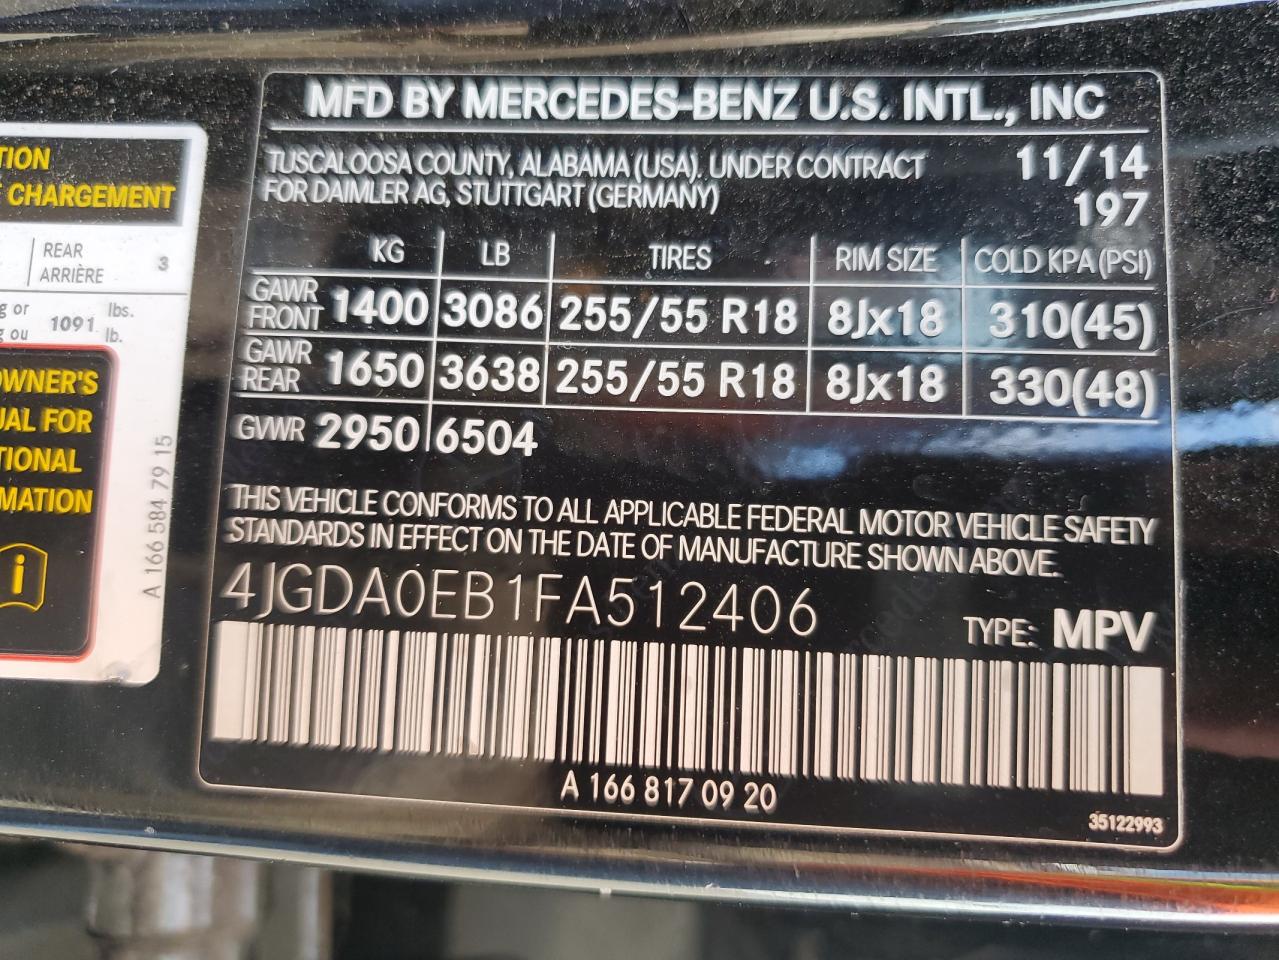 TION
CHARGEMENT
REAR
ARRIÈRE 3
g or 1091 lbs.
g ou lb.
OWNER'S
UAL FOR
TIONAL
MATION
i
A 166 584 79 15
MFD BY MERCEDES-BENZ U.S. INTL., INC
TUSCALOOSA COUNTY, ALABAMA (USA). UNDER CONTRACT 11/14
FOR DAIMLER AG, STUTTGART (GERMANY) 197
KG LB TIRES RIM SIZE COLD KPA (PSI)
GAWR FRONT 1400 3086 255/55 R18 8Jx18 310(45)
GAWR REAR 1650 3638 255/55 R18 8Jx18 330(48)
GVWR 2950 6504
THIS VEHICLE CONFORMS TO ALL APPLICABLE FEDERAL MOTOR VEHICLE SAFETY
STANDARDS IN EFFECT ON THE DATE OF MANUFACTURE SHOWN ABOVE.
4JGDA0EB1FA512406
TYPE: MPV
A 166 817 09 20
35122993